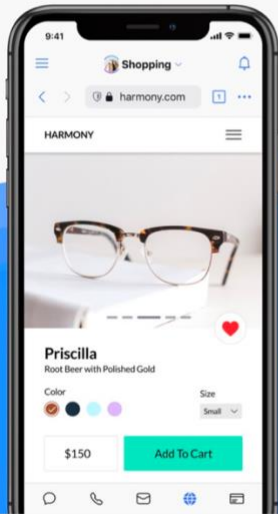 9:41
Shopping
harmony.com
1
HARMONY
Priscilla
Root Beer with Polished Gold
Color
Size
Small
$150
Add To Cart